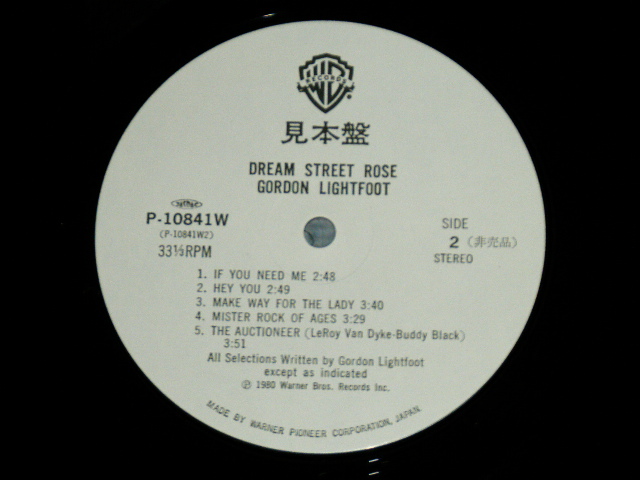 WB
RECORDS
見本盤
DREAM STREET ROSE
GORDON LIGHTFOOT
P-10841W
(P-10841W2)
33⅓RPM
SIDE
2 (非売品)
STEREO
1. IF YOU NEED ME 2:48
2. HEY YOU 2:49
3. MAKE WAY FOR THE LADY 3:40
4. MISTER ROCK OF AGES 3:29
5. THE AUCTIONEER (LeRoy Van Dyke-Buddy Black)
3:51
All Selections Written by Gordon Lightfoot
except as indicated
Ⓟ 1980 Warner Bros. Records Inc.
MADE BY WARNER PIONEER CORPORATION, JAPAN.